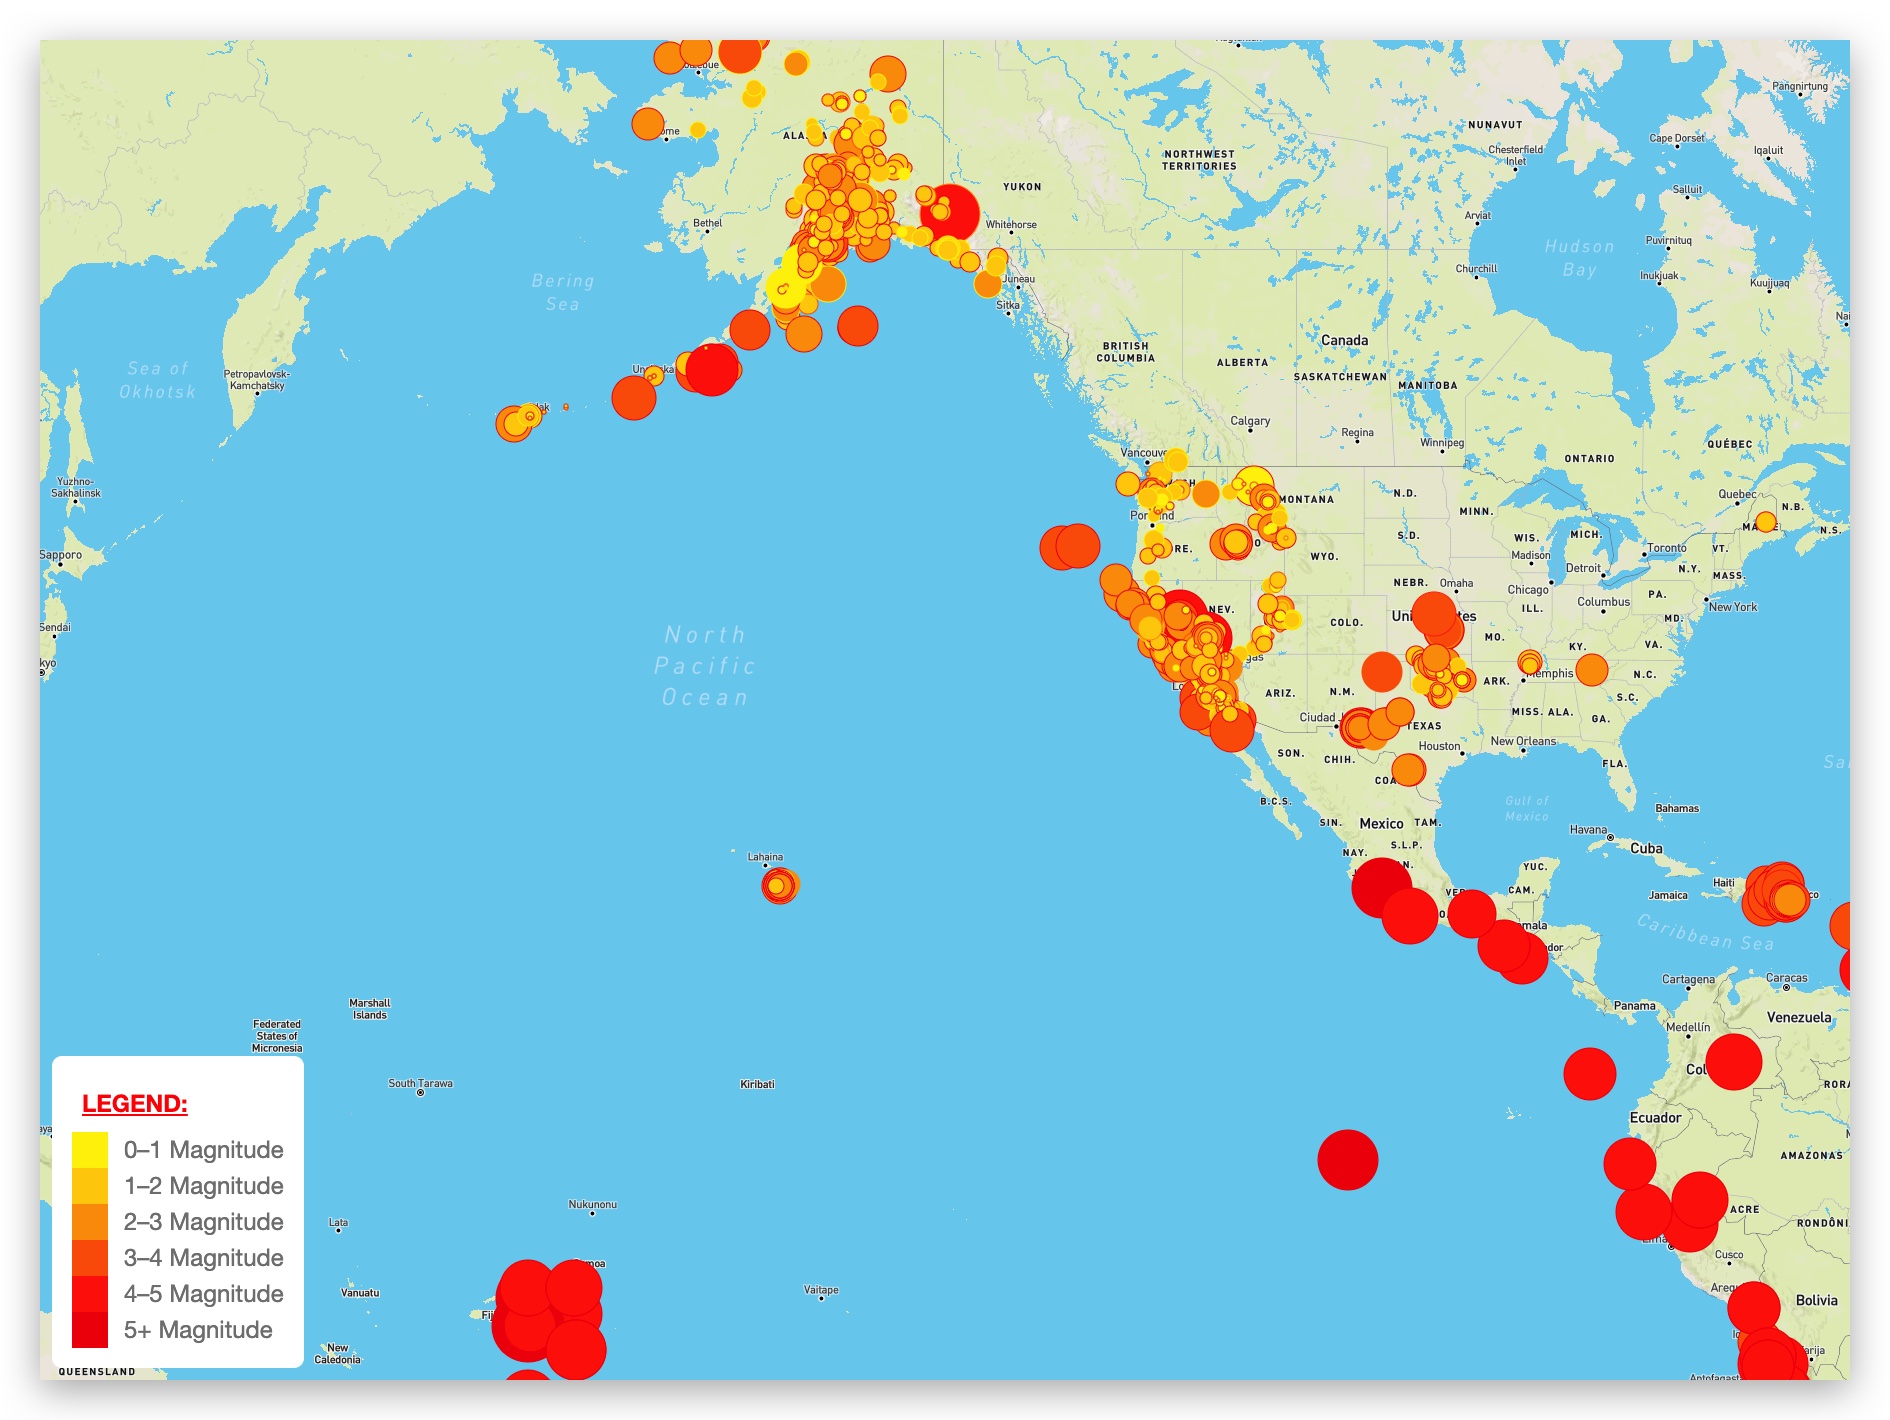 Pangnirtung
NUNAVUT
Cape Dorset
Chesterfield
Inlet
Iqaluit
NORTHWEST
TERRITORIES
YUKON
Salluit
Bethel
Whitehorse
Arviat
Puvirnituq
Hudson
Bay
Churchill
Inukjuak
Kuujjuaq
Bering
Sea
Juneau
Sitka
Canada
BRITISH
COLUMBIA
ALBERTA
SASKATCHEWAN
MANITOBA
Sea of
Okhotsk
Petropavlovsk-
Kamchatsky
Calgary
Regina
Winnipeg
QUÉBEC
ONTARIO
Yuzhno-
Sakhalinsk
MONTANA
N.D.
MINN.
Quebec
N.B.
N.S.
Sapporo
S.D.
WIS.
MICH.
Toronto
VT.
WYO.
Madison
Detroit
N.Y.
MASS.
NEBR.
Omaha
Chicago
ILL.
Columbus
PA.
New York
NEV.
COLO.
MD.
Sendai
MO.
KY.
VA.
North
Pacific
Ocean
ARIZ.
N.M.
ARK.
Memphis
N.C.
S.C.
MISS.
ALA.
GA.
Ciudad
TEXAS
Houston
New Orleans
SON.
CHIH.
FLA.
B.C.S.
Gulf of
Mexico
Bahamas
SIN.
Mexico
TAM.
Havana
Cuba
NAY.
S.L.P.
Lahaina
YUC.
CAM.
Haiti
Jamaica
Caribbean Sea
Cartagena
Caracas
Marshall
Islands
Panama
Venezuela
Federated
States of
Micronesia
Medellín
South Tarawa
Kiribati
Ecuador
AMAZONAS
Nukunonu
ACRE
Lata
Cusco
Vanuatu
Vaitape
Bolivia
New
Caledonia
QUEENSLAND
LEGEND:
0–1 Magnitude
1–2 Magnitude
2–3 Magnitude
3–4 Magnitude
4–5 Magnitude
5+ Magnitude